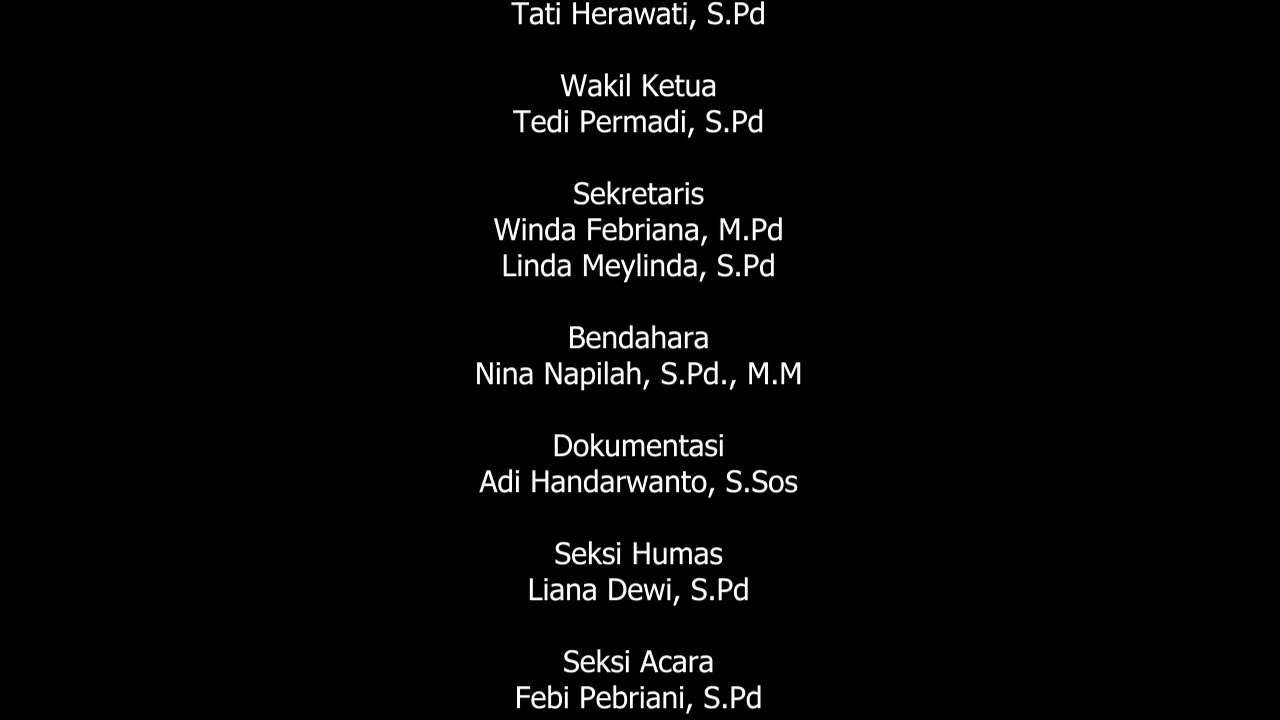 Tati Herawati, S.Pd
Wakil Ketua
Tedi Permadi, S.Pd
Sekretaris
Winda Febriana, M.Pd
Linda Meylinda, S.Pd
Bendahara
Nina Napilah, S.Pd., M.M
Dokumentasi
Adi Handarwanto, S.Sos
Seksi Humas
Liana Dewi, S.Pd
Seksi Acara
Febi Pebriani, S.Pd